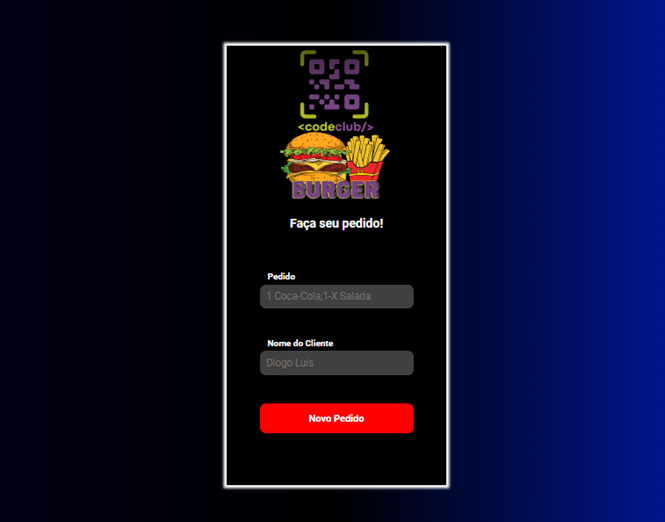 <codeclub/>
BURGER
Faça seu pedido!
Pedido
1 Coca-Cola,1-X Salada
Nome do Cliente
Diogo Luis
Novo Pedido